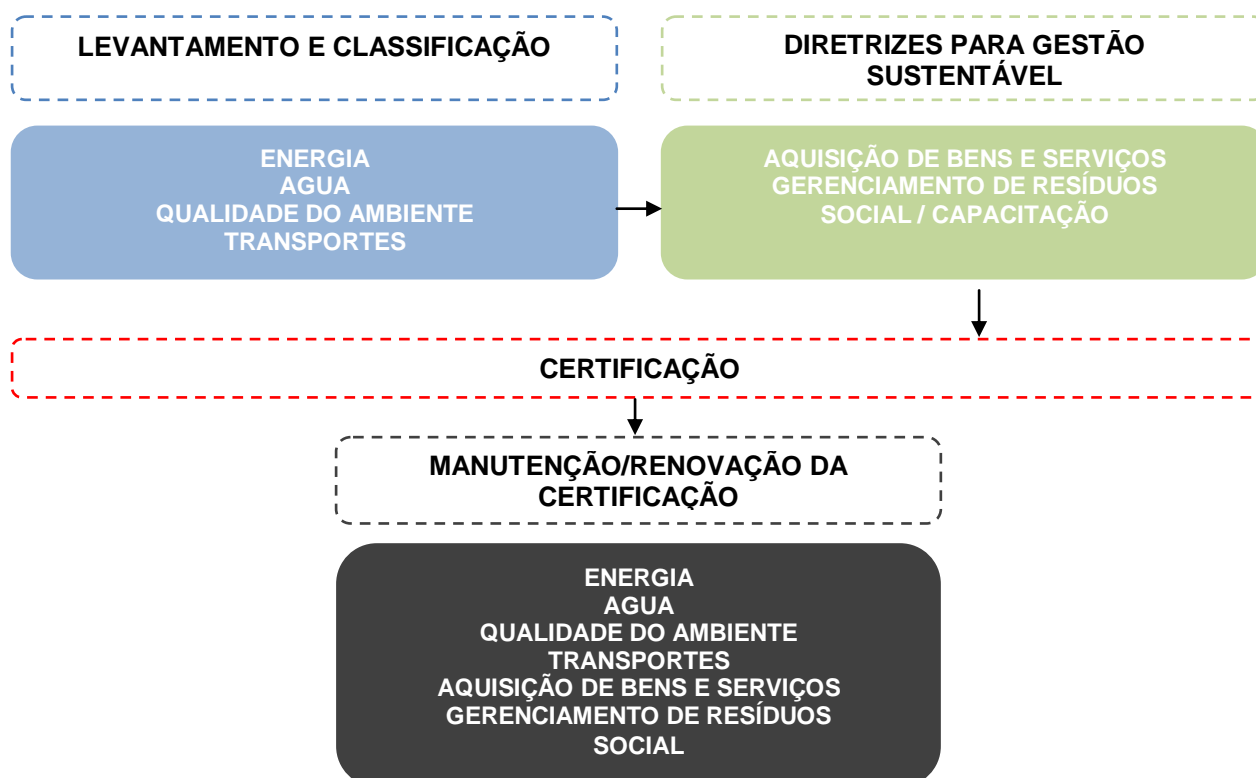 LEVANTAMENTO E CLASSIFICAÇÃO
DIRETRIZES PARA GESTÃO
SUSTENTÁVEL
ENERGIA
AGUA
QUALIDADE DO AMBIENTE
TRANSPORTES
AQUISIÇÃO DE BENS E SERVIÇOS
GERENCIAMENTO DE RESÍDUOS
SOCIAL / CAPACITAÇÃO
CERTIFICAÇÃO
MANUTENÇÃO/RENOVAÇÃO DA
CERTIFICAÇÃO
ENERGIA
AGUA
QUALIDADE DO AMBIENTE
TRANSPORTES
AQUISIÇÃO DE BENS E SERVIÇOS
GERENCIAMENTO DE RESÍDUOS
SOCIAL